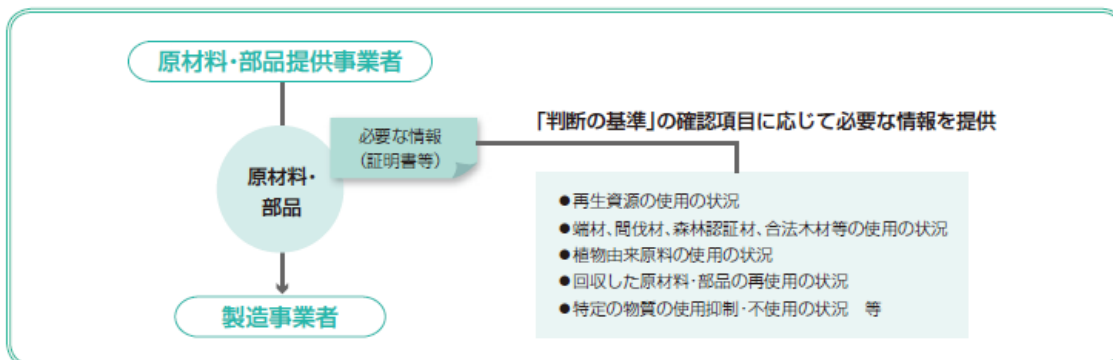 原材料・部品提供事業者
必要な情報
(証明書等)
「判断の基準」の確認項目に応じて必要な情報を提供
原材料・
部品
●再生資源の使用の状況
●端材、間伐材、森林認証材、合法木材等の使用の状況
●植物由来原料の使用の状況
●回収した原材料・部品の再使用の状況
●特定の物質の使用抑制・不使用の状況　等
製造事業者